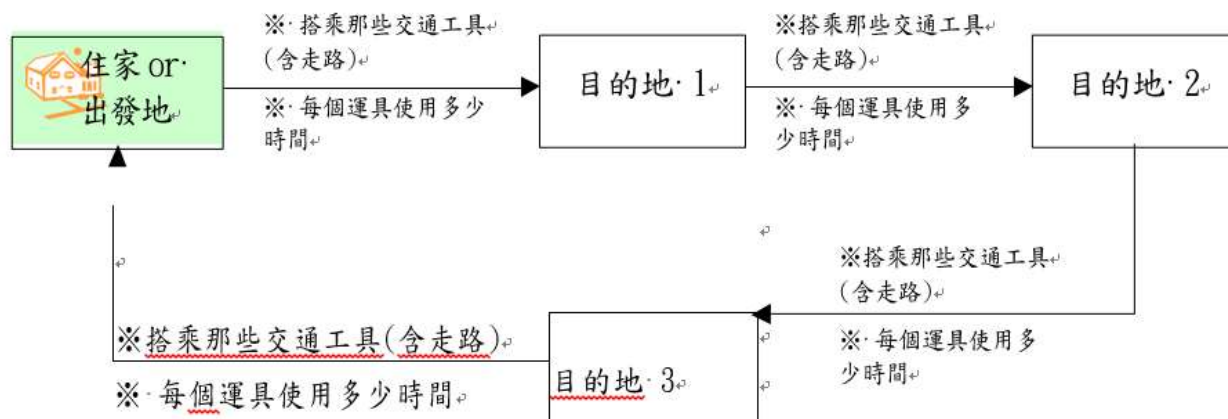 住家 or
出發地
※ 搭乘那些交通工具
(含走路)
※ 每個運具使用多少
時間
目的地 1
※搭乘那些交通工具
(含走路)
※ 每個運具使用多
少時間
目的地 2
※搭乘那些交通工具
(含走路)
※ 每個運具使用多
少時間
目的地 3
※搭乘那些交通工具(含走路)
※ 每個運具使用多少時間